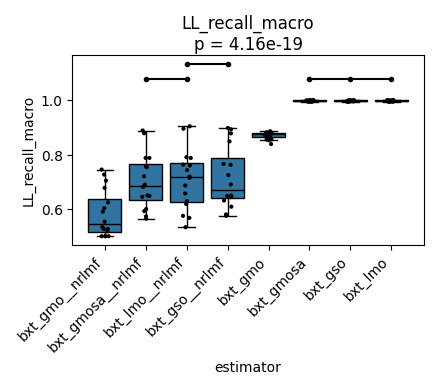 LL_recall_macro
p = 4.16e-19
LL_recall_macro
1.0
0.8
0.6
bxt_gmo__nrlmf
bxt_gmosa__nrlmf
bxt_lmo__nrlmf
bxt_gso__nrlmf
bxt_gmo
bxt_gmosa
bxt_gso
bxt_lmo
estimator